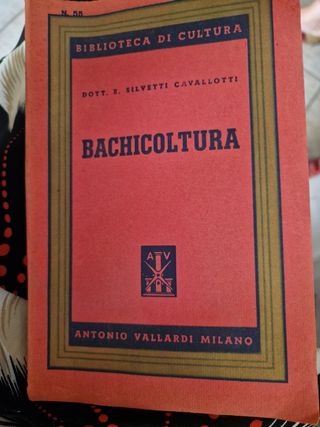 N. 55
BIBLIOTECA DI CULTURA
DOTT. E. SILVETTI CAVALLOTTI
BACHICOLTURA
A V
ANTONIO VALLARDI MILANO